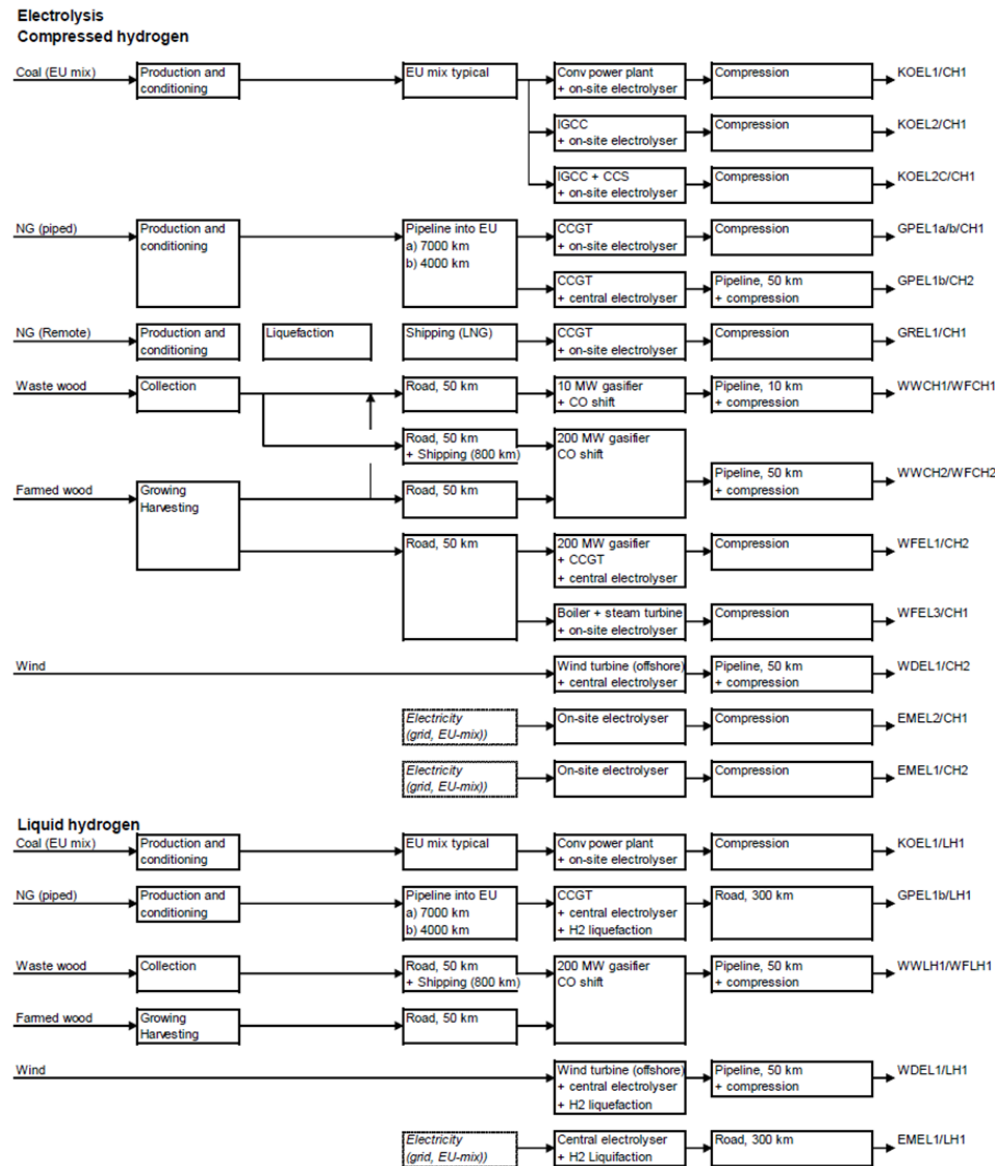 Electrolysis
Compressed hydrogen
Coal (EU mix)
Production and
conditioning
EU mix typical
Conv power plant
+ on-site electrolyser
Compression
KOEL1/CH1
IGCC
+ on-site electrolyser
Compression
KOEL2/CH1
IGCC + CCS
+ on-site electrolyser
Compression
KOEL2C/CH1
NG (piped)
Production and
conditioning
Pipeline into EU
a) 7000 km
b) 4000 km
CCGT
+ on-site electrolyser
Compression
GPEL1a/b/CH1
CCGT
+ central electrolyser
Pipeline, 50 km
+ compression
GPEL1b/CH2
NG (Remote)
Production and
conditioning
Liquefaction
Shipping (LNG)
CCGT
+ on-site electrolyser
Compression
GREL1/CH1
Waste wood
Collection
Road, 50 km
10 MW gasifier
+ CO shift
Pipeline, 10 km
+ compression
WWCH1/WFCH1
Road, 50 km
+ Shipping (800 km)
200 MW gasifier
CO shift
Pipeline, 50 km
+ compression
WWCH2/WFCH2
Farmed wood
Growing
Harvesting
Road, 50 km
Road, 50 km
200 MW gasifier
+ CCGT
+ central electrolyser
Compression
WFEL1/CH2
Boiler + steam turbine
+ on-site electrolyser
Compression
WFEL3/CH1
Wind
Wind turbine (offshore)
+ central electrolyser
Pipeline, 50 km
+ compression
WDEL1/CH2
Electricity
(grid, EU-mix))
On-site electrolyser
Compression
EMEL2/CH1
Electricity
(grid, EU-mix))
On-site electrolyser
Compression
EMEL1/CH2
Liquid hydrogen
Coal (EU mix)
Production and
conditioning
EU mix typical
Conv power plant
+ on-site electrolyser
Compression
KOEL1/LH1
NG (piped)
Production and
conditioning
Pipeline into EU
a) 7000 km
b) 4000 km
CCGT
+ central electrolyser
+ H2 liquefaction
Road, 300 km
GPEL1b/LH1
Waste wood
Collection
Road, 50 km
+ Shipping (800 km)
200 MW gasifier
CO shift
Pipeline, 50 km
+ compression
WWLH1/WFLH1
Farmed wood
Growing
Harvesting
Road, 50 km
Wind
Wind turbine (offshore)
+ central electrolyser
+ H2 liquefaction
Pipeline, 50 km
+ compression
WDEL1/LH1
Electricity
(grid, EU-mix))
Central electrolyser
+ H2 Liquifaction
Road, 300 km
EMEL1/LH1